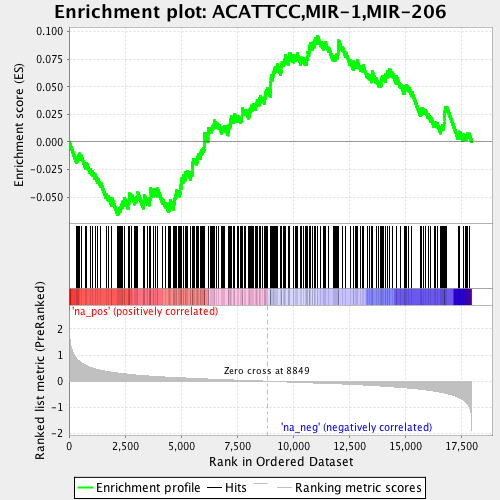 Enrichment plot: ACATTCC,MIR-1,MIR-206
Enrichment score (ES)
0.100
0.075
0.050
0.025
0.000
-0.025
-0.050
'na_pos' (positively correlated)
Ranked list metric (PreRanked)
2
1
0
-1
-2
Zero cross at 8849
'na_neg' (negatively correlated)
0
2,500
5,000
7,500
10,000
12,500
15,000
17,500
Rank in Ordered Dataset
Enrichment profile
Hits
Ranking metric scores